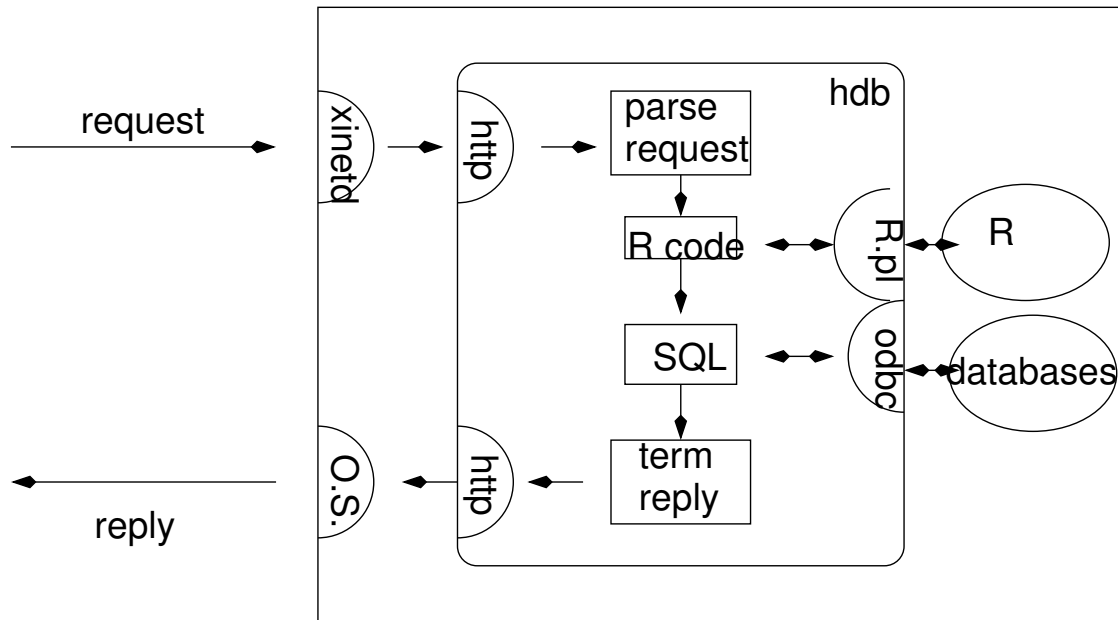 hdb
request
xinetd
http
parse
request
R code
R.pl
R
SQL
odbc
databases
O.S.
http
term
reply
reply